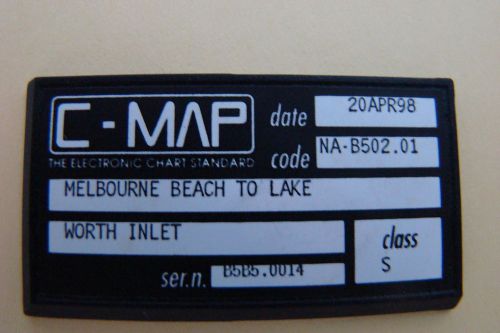 C-MAP
THE ELECTRONIC CHART STANDARD
date 20APR98
code NA-B502.01
MELBOURNE BEACH TO LAKE
WORTH INLET
class
S
ser.n. B5B5.0014